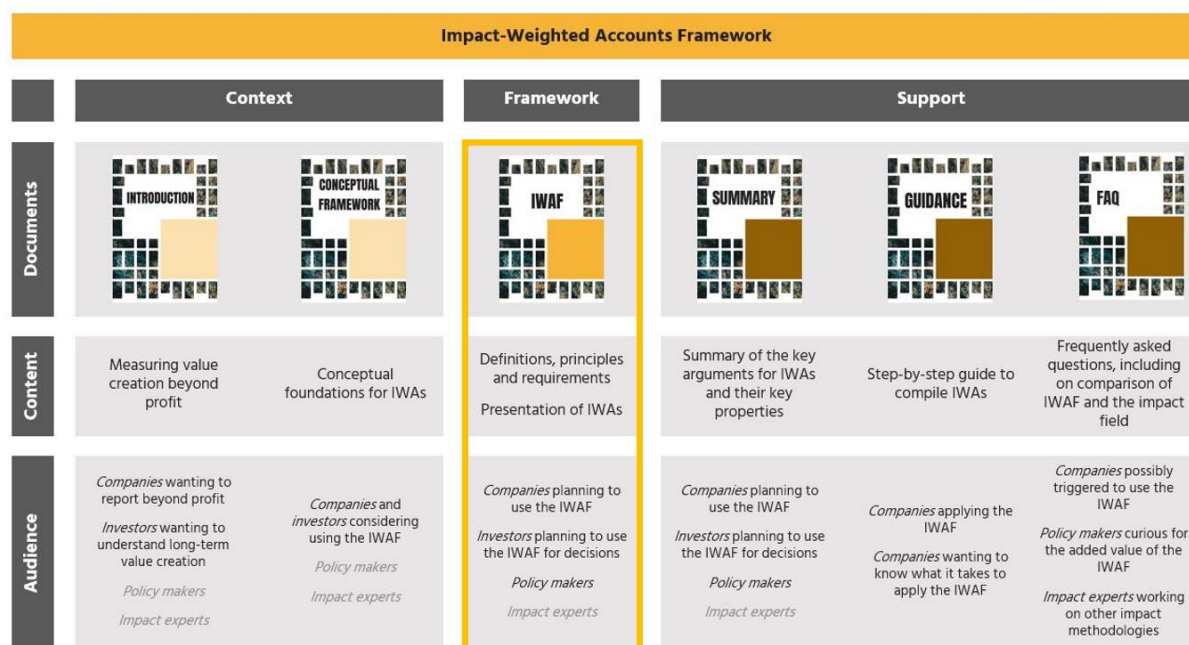 Impact-Weighted Accounts Framework
Context
Framework
Support
Documents
INTRODUCTION
CONCEPTUAL
FRAMEWORK
IWAF
SUMMARY
GUIDANCE
FAQ
Content
Measuring value
creation beyond
profit
Conceptual
foundations for IWAs
Definitions, principles
and requirements
Presentation of IWAs
Summary of the key
arguments for IWAs
and their key
properties
Step-by-step guide to
compile IWAs
Frequently asked
questions, including
on comparison of
IWAF and the impact
field
Audience
Companies wanting to
report beyond profit
Investors wanting to
understand long-term
value creation
Policy makers
Impact experts
Companies and
investors considering
using the IWAF
Policy makers
Impact experts
Companies planning to
use the IWAF
Investors planning to use
the IWAF for decisions
Policy makers
Impact experts
Companies planning to
use the IWAF
Investors planning to use
the IWAF for decisions
Policy makers
Impact experts
Companies applying the
IWAF
Companies wanting to
know what it takes to
apply the IWAF
Companies possibly
triggered to use the
IWAF
Policy makers curious for
the added value of the
IWAF
Impact experts working
on other impact
methodologies